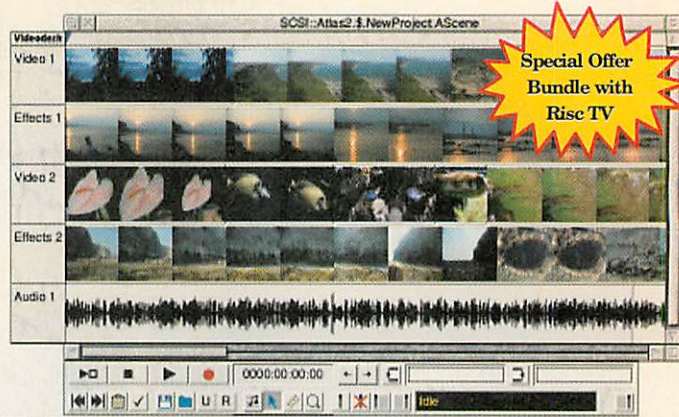 SCSI::Atlas2.$.NewProject.AScene
Special Offer
Bundle with
Risc TV
Videodeck
Video 1
Effects 1
Video 2
Effects 2
Audio 1
0000:00:00:00
U R
Idle